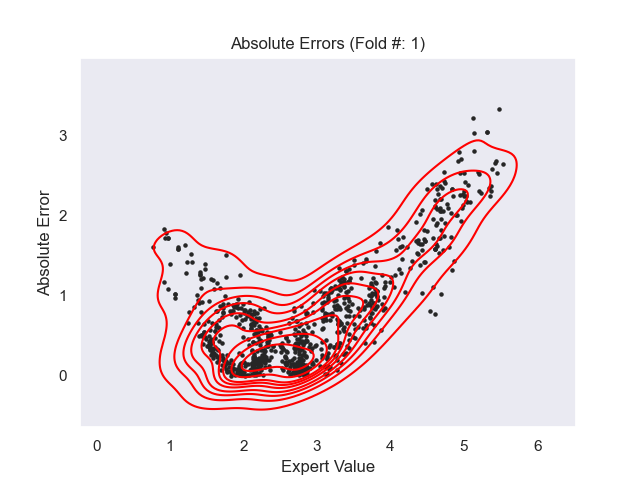 Absolute Errors (Fold #: 1)
Absolute Error
3
2
1
0
0 1 2 3 4 5 6
Expert Value